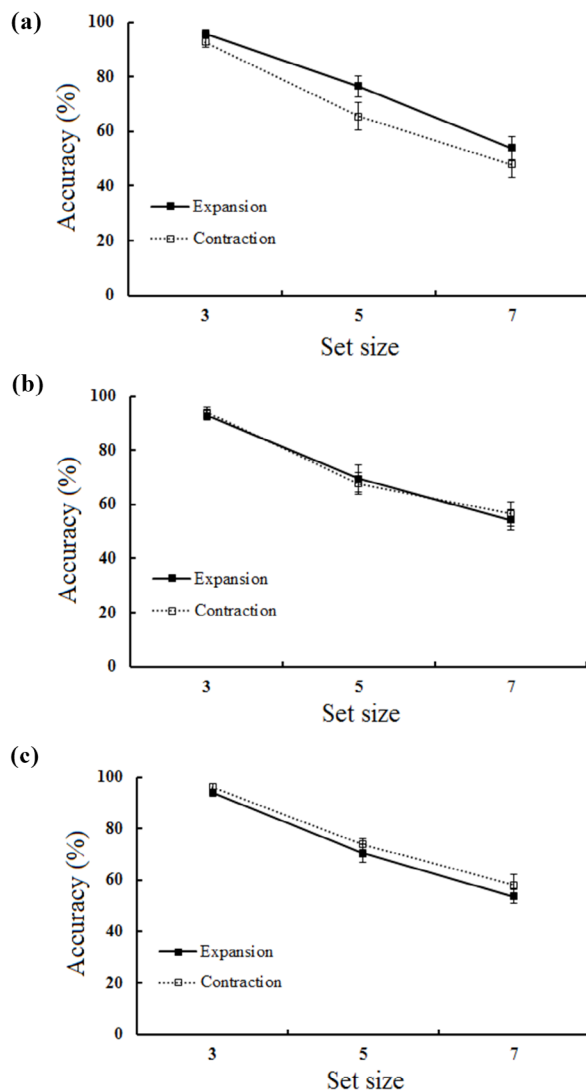 (a)
100
80
60
40
20
0
Accuracy (%)
Expansion
Contraction
3 5 7
Set size
(b)
100
80
60
40
20
0
Accuracy (%)
Expansion
Contraction
3 5 7
Set size
(c)
100
80
60
40
20
0
Accuracy (%)
Expansion
Contraction
3 5 7
Set size